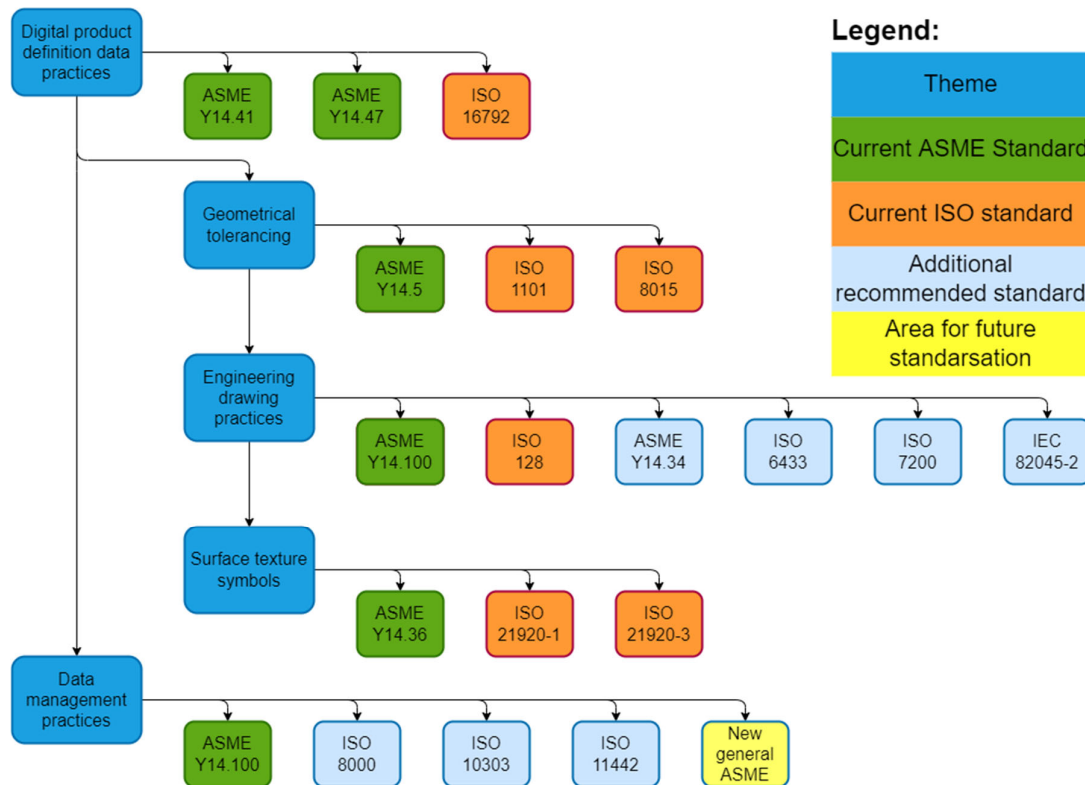 Digital product
definition data
practices
ASME
Y14.41
ASME
Y14.47
ISO
16792
Legend:
Theme
Current ASME Standard
Current ISO standard
Additional
recommended standard
Area for future
standarsation
Geometrical
tolerancing
ASME
Y14.5
ISO
1101
ISO
8015
Engineering
drawing
practices
ASME
Y14.100
ISO
128
ASME
Y14.34
ISO
6433
ISO
7200
IEC
82045-2
Surface texture
symbols
ASME
Y14.36
ISO
21920-1
ISO
21920-3
Data
management
practices
ASME
Y14.100
ISO
8000
ISO
10303
ISO
11442
New
general
ASME